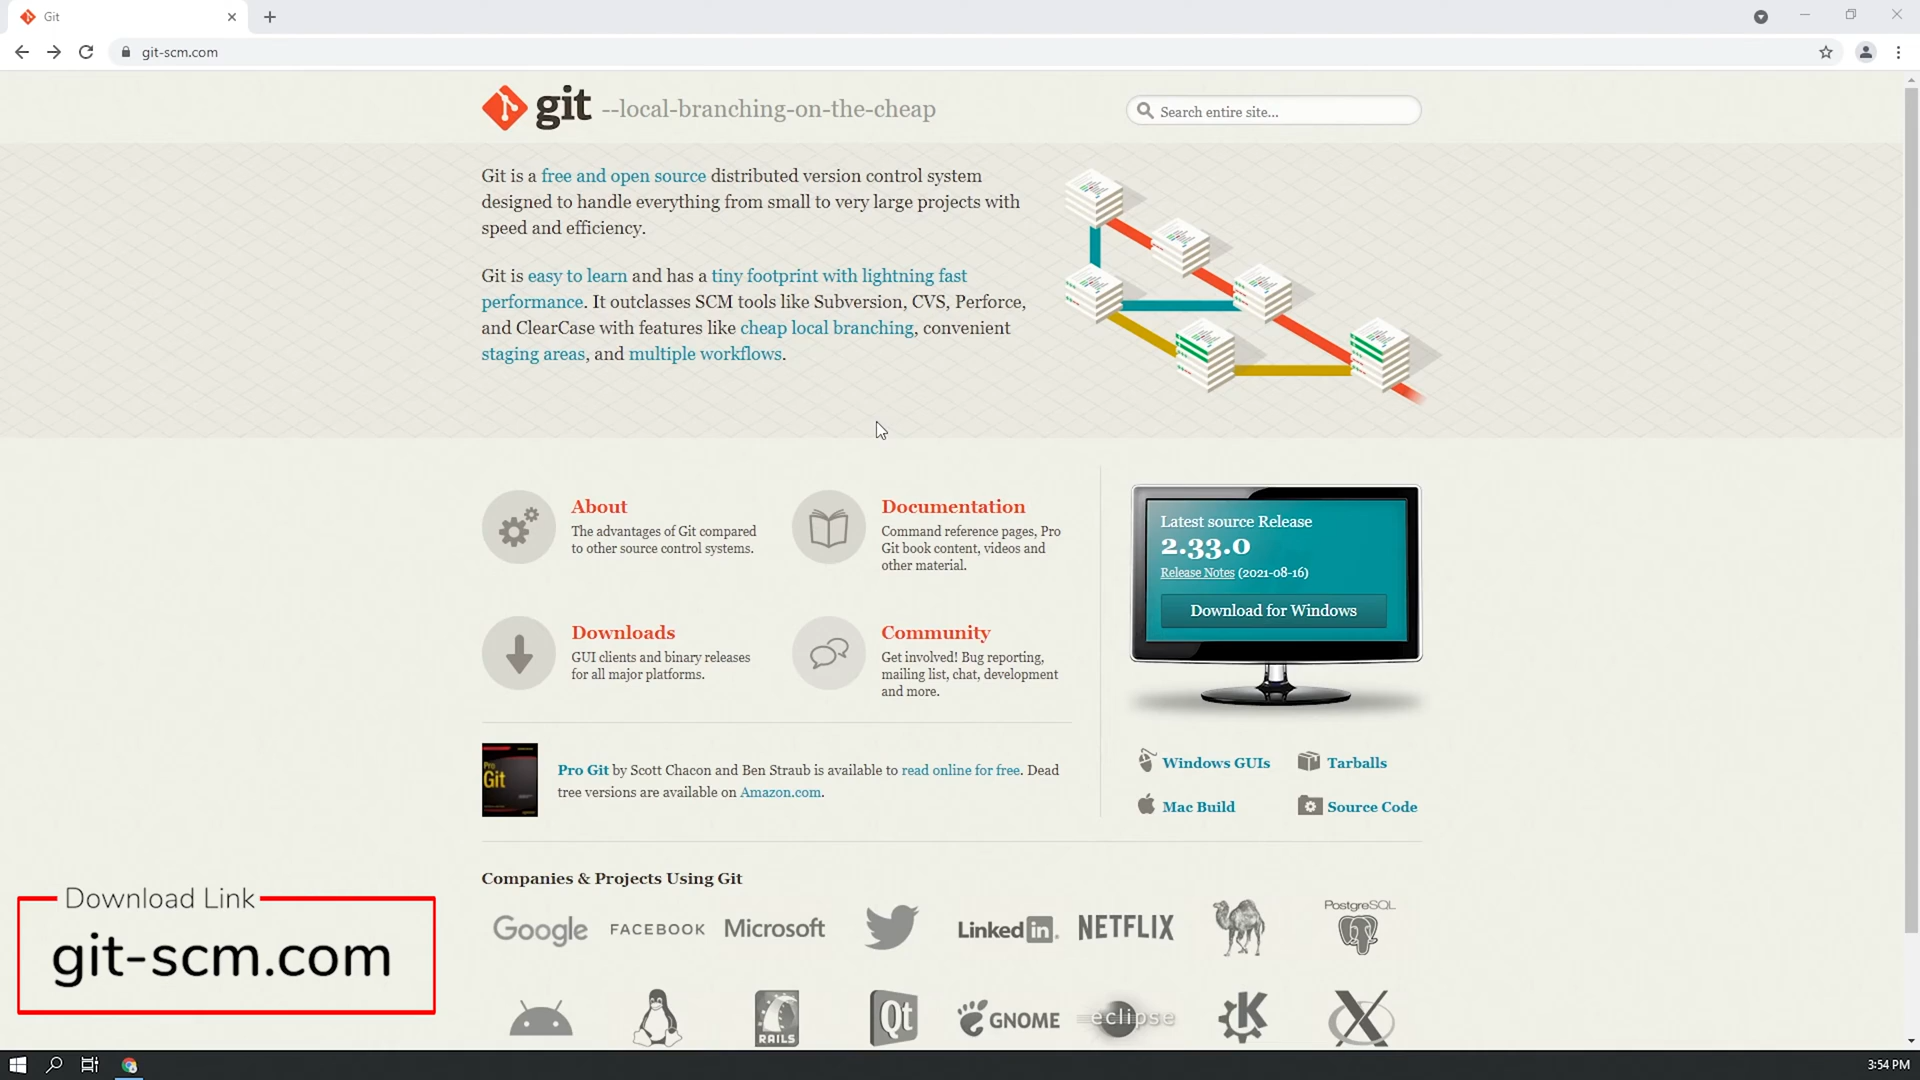 Git
git-scm.com
git --local-branching-on-the-cheap
Search entire site...
Git is a free and open source distributed version control system
designed to handle everything from small to very large projects with
speed and efficiency.
Git is easy to learn and has a tiny footprint with lightning fast
performance. It outclasses SCM tools like Subversion, CVS, Perforce,
and ClearCase with features like cheap local branching, convenient
staging areas, and multiple workflows.
About
The advantages of Git compared
to other source control systems.
Documentation
Command reference pages, Pro
Git book content, videos and
other material.
Downloads
GUI clients and binary releases
for all major platforms.
Community
Get involved! Bug reporting,
mailing list, chat, development
and more.
Latest source Release
2.33.0
Release Notes (2021-08-16)
Download for Windows
Windows GUIs
Tarballs
Mac Build
Source Code
Pro
Git
Pro Git by Scott Chacon and Ben Straub is available to read online for free. Dead
tree versions are available on Amazon.com.
Companies & Projects Using Git
Google FACEBOOK Microsoft LinkedIn NETFLIX PostgreSQL
RAILS Qt GNOME eclipse K X
Download Link
git-scm.com
3:54 PM